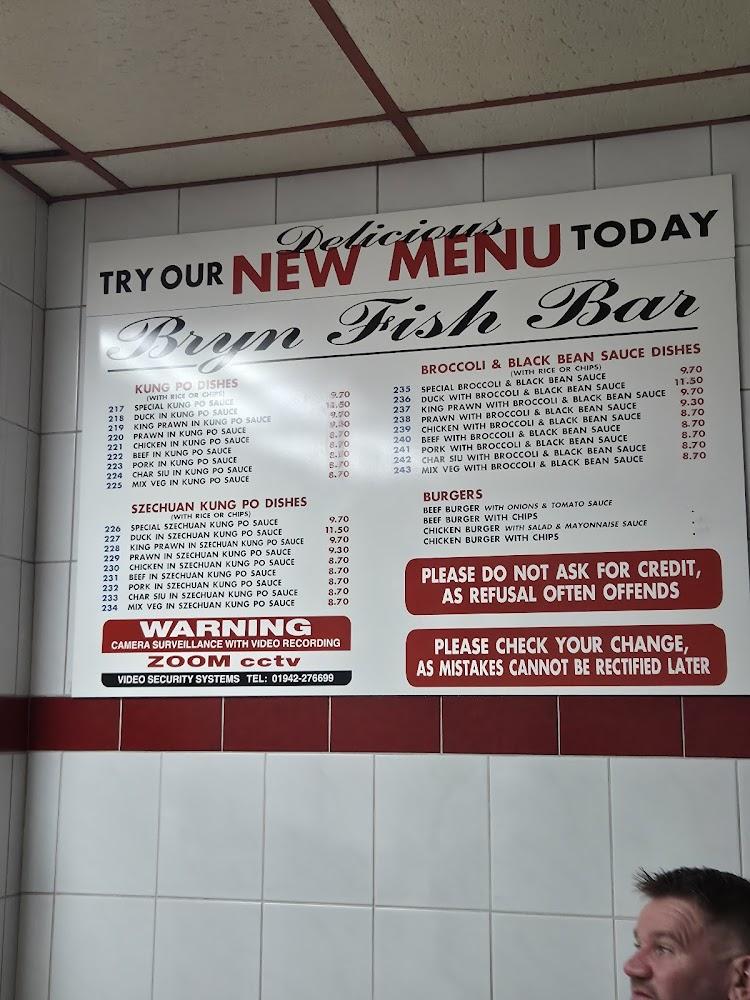 Delicious
TRY OUR NEW MENU TODAY
Bryn Fish Bar
KUNG PO DISHES
(WITH RICE OR CHIPS)
217 SPECIAL KUNG PO SAUCE 9.70
218 DUCK IN KUNG PO SAUCE 11.50
219 KING PRAWN IN KUNG PO SAUCE 9.70
220 PRAWN IN KUNG PO SAUCE 9.30
221 CHICKEN IN KUNG PO SAUCE 8.70
222 BEEF IN KUNG PO SAUCE 8.70
223 PORK IN KUNG PO SAUCE
224 CHAR SIU IN KUNG PO SAUCE 8.70
225 MIX VEG IN KUNG PO SAUCE 8.70
SZECHUAN KUNG PO DISHES
(WITH RICE OR CHIPS)
226 SPECIAL SZECHUAN KUNG PO SAUCE 9.70
227 DUCK IN SZECHUAN KUNG PO SAUCE 11.50
228 KING PRAWN IN SZECHUAN KUNG PO SAUCE 9.70
229 PRAWN IN SZECHUAN KUNG PO SAUCE 9.30
230 CHICKEN IN SZECHUAN KUNG PO SAUCE 8.70
231 BEEF IN SZECHUAN KUNG PO SAUCE 8.70
232 PORK IN SZECHUAN KUNG PO SAUCE 8.70
233 CHAR SIU IN SZECHUAN KUNG PO SAUCE 8.70
234 MIX VEG IN SZECHUAN KUNG PO SAUCE 8.70
WARNING
CAMERA SURVEILLANCE WITH VIDEO RECORDING
ZOOM cctv
VIDEO SECURITY SYSTEMS TEL: 01942-276699
BROCCOLI & BLACK BEAN SAUCE DISHES
(WITH RICE OR CHIPS)
235 SPECIAL BROCCOLI & BLACK BEAN SAUCE 9.70
236 DUCK WITH BROCCOLI & BLACK BEAN SAUCE 11.50
237 KING PRAWN WITH BROCCOLI & BLACK BEAN SAUCE 9.70
238 PRAWN WITH BROCCOLI & BLACK BEAN SAUCE 9.30
239 CHICKEN WITH BROCCOLI & BLACK BEAN SAUCE 8.70
240 BEEF WITH BROCCOLI & BLACK BEAN SAUCE 8.70
241 PORK WITH BROCCOLI & BLACK BEAN SAUCE 8.70
242 CHAR SIU WITH BROCCOLI & BLACK BEAN SAUCE 8.70
243 MIX VEG WITH BROCCOLI & BLACK BEAN SAUCE 8.70
BURGERS
BEEF BURGER WITH ONIONS & TOMATO SAUCE
BEEF BURGER WITH CHIPS
CHICKEN BURGER WITH SALAD & MAYONNAISE SAUCE
CHICKEN BURGER WITH CHIPS
PLEASE DO NOT ASK FOR CREDIT,
AS REFUSAL OFTEN OFFENDS
PLEASE CHECK YOUR CHANGE,
AS MISTAKES CANNOT BE RECTIFIED LATER